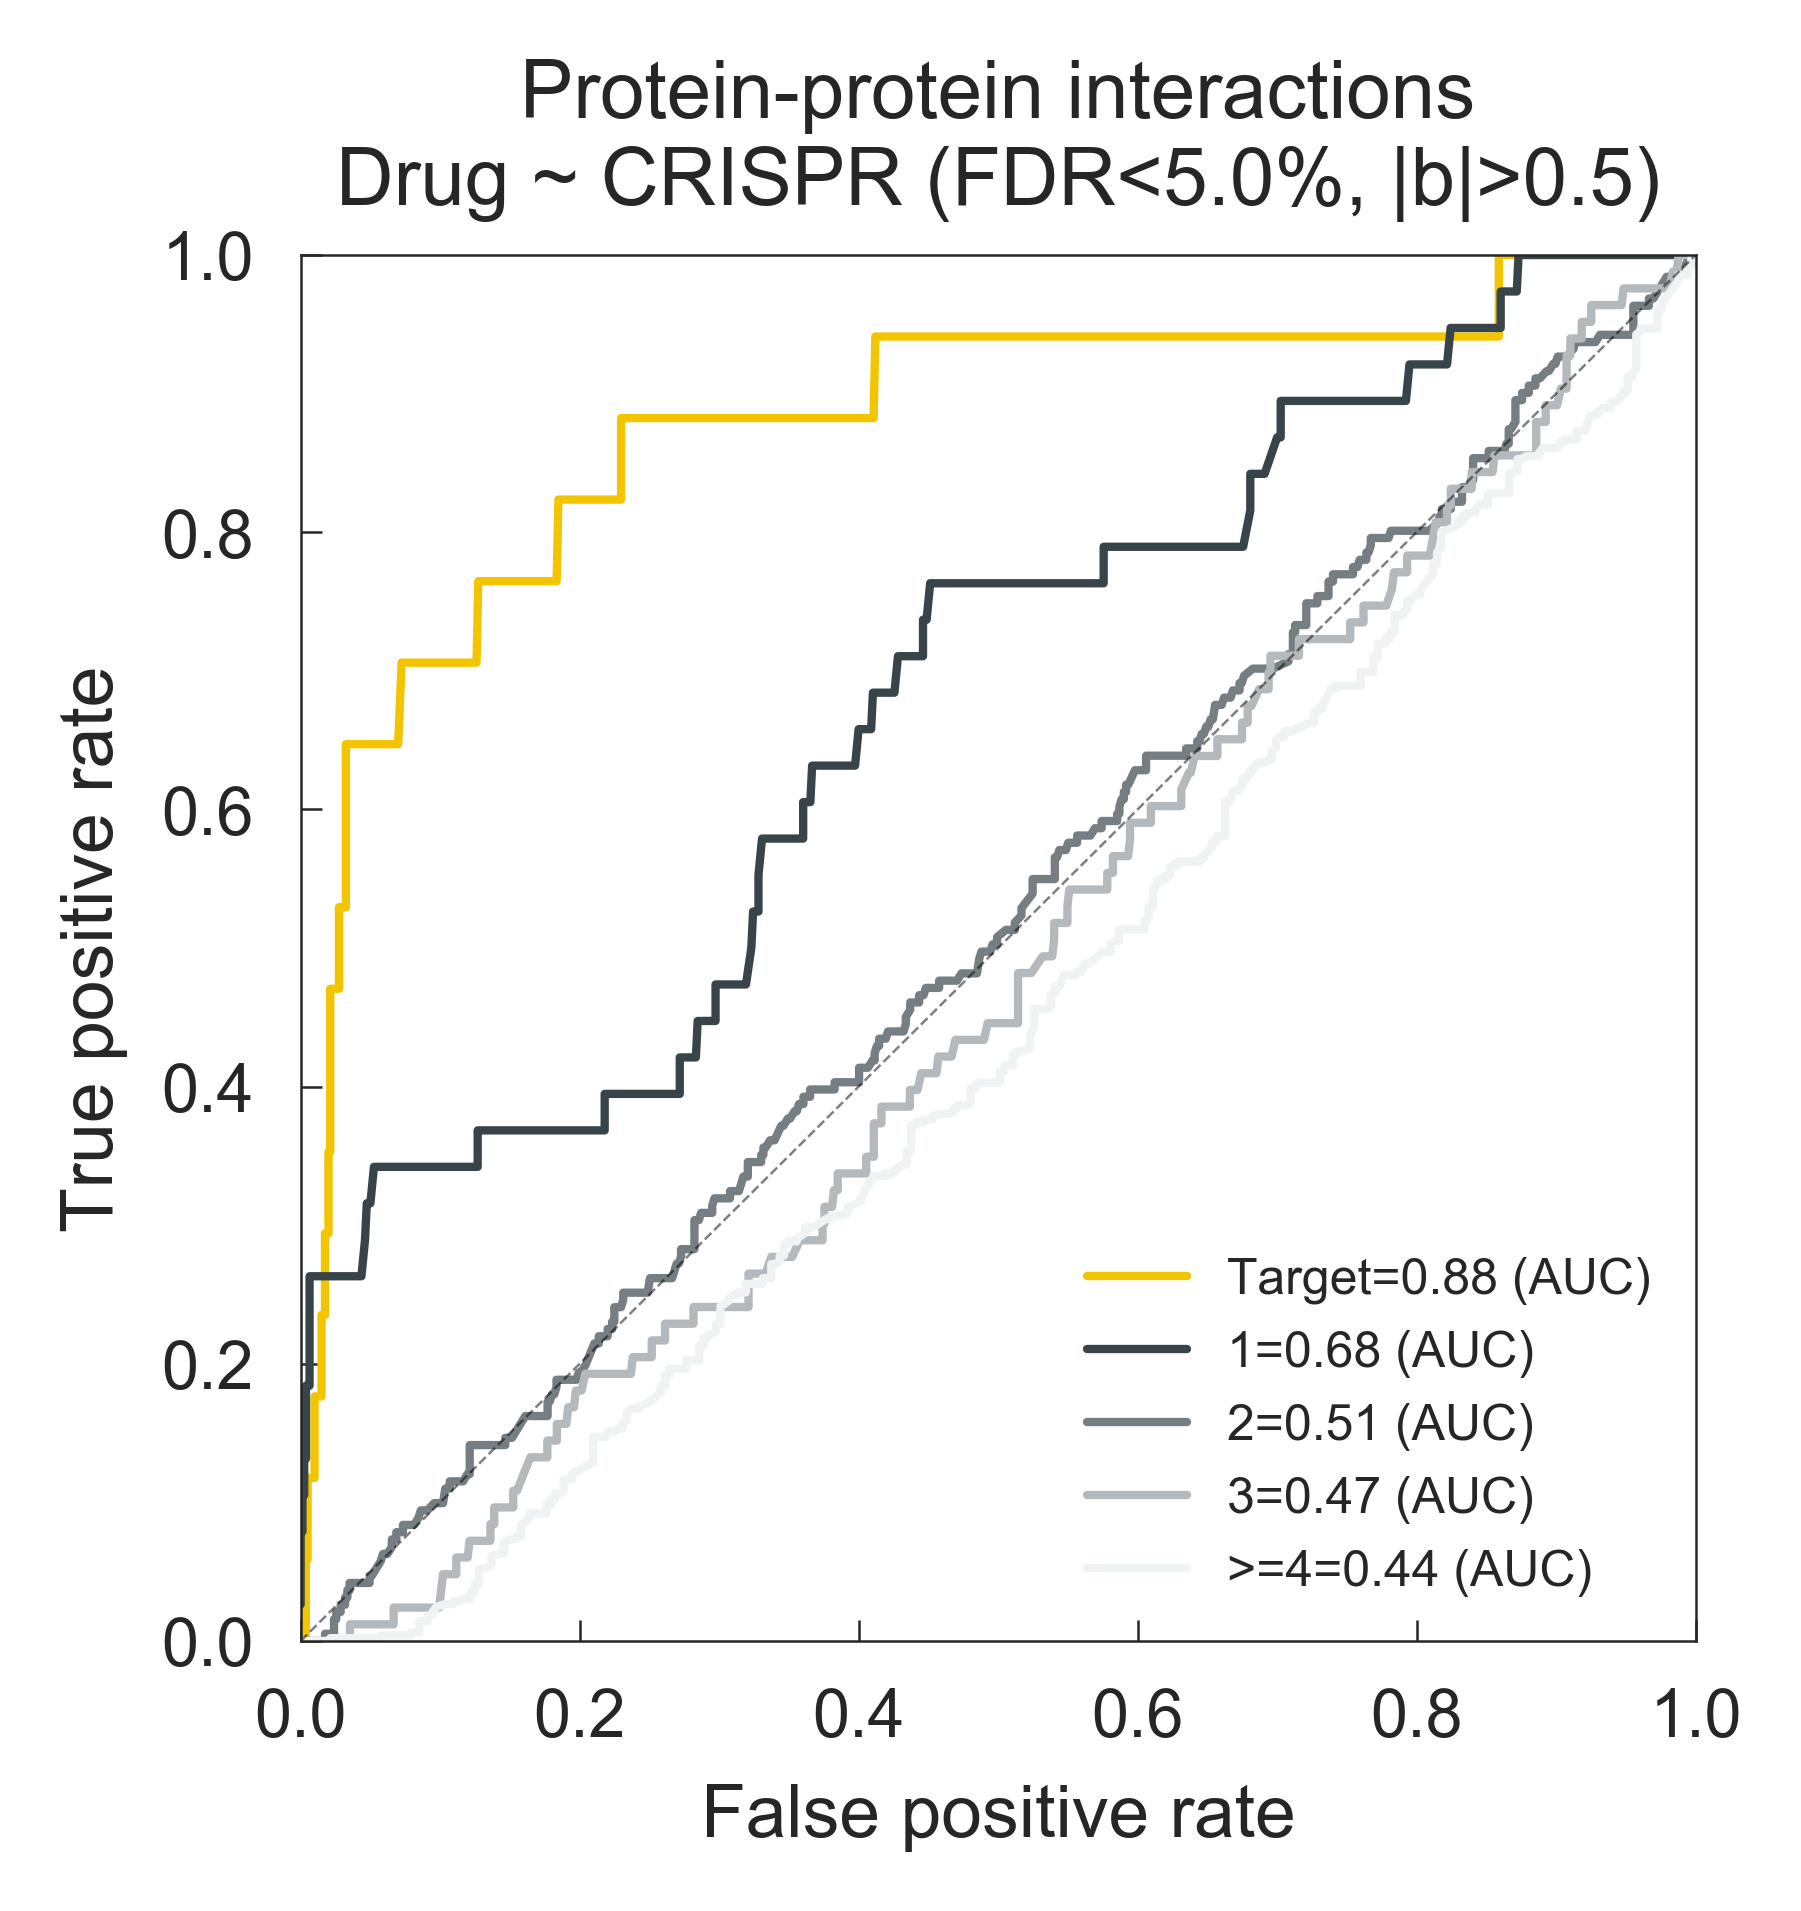 Protein-protein interactions
Drug ~ CRISPR (FDR<5.0%, |b|>0.5)
True positive rate
1.0
0.8
0.6
0.4
0.2
0.0
Target=0.88 (AUC)
1=0.68 (AUC)
2=0.51 (AUC)
3=0.47 (AUC)
>=4=0.44 (AUC)
0.0 0.2 0.4 0.6 0.8 1.0
False positive rate